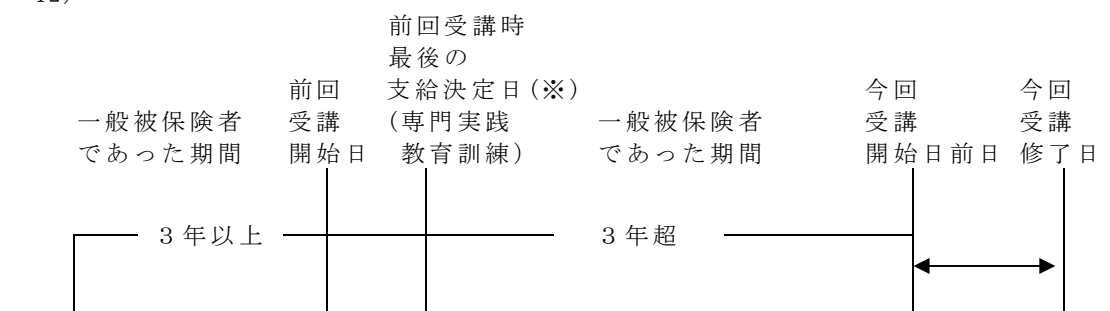 前回受講時
最後の
前回 支給決定日(※) 今回 今回
一般被保険者 受講 (専門実践 一般被保険者 受講 受講
であった期間 開始日 教育訓練) であった期間 開始日前日 修了日
3年以上 3年超